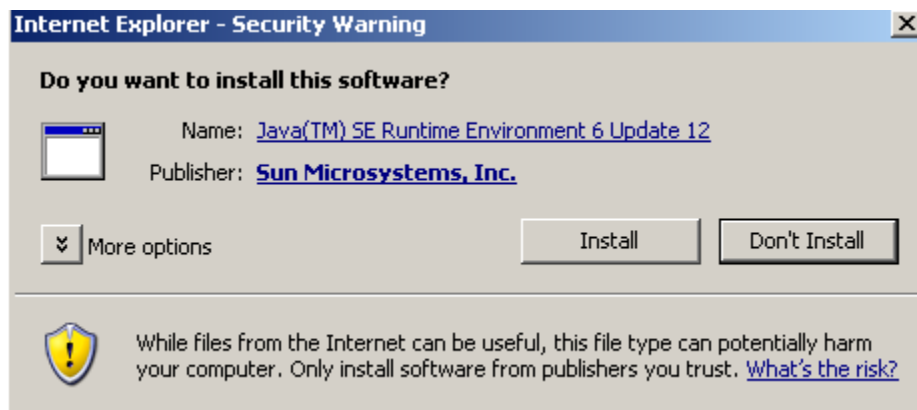 Internet Explorer - Security Warning
Do you want to install this software?
Name: Java(TM) SE Runtime Environment 6 Update 12
Publisher: Sun Microsystems, Inc.
More options
Install
Don't Install
While files from the Internet can be useful, this file type can potentially harm
your computer. Only install software from publishers you trust. What's the risk?